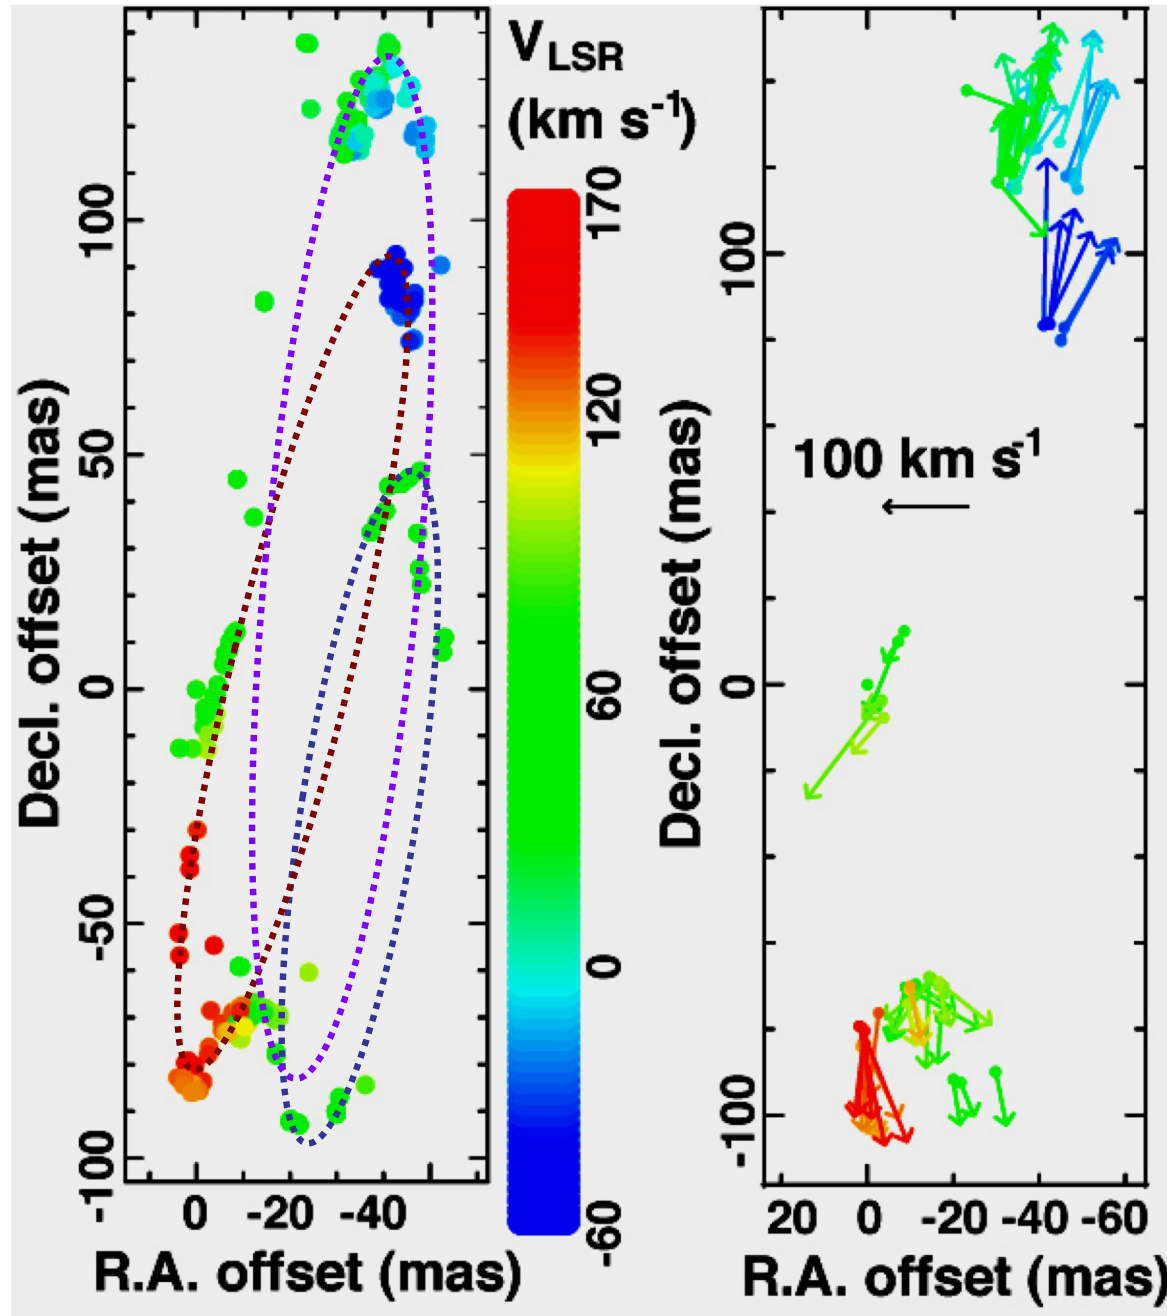 V_LSR
(km s⁻¹)
170
120
60
0
-60
Decl. offset (mas)
100
50
0
-50
-100
0 -20 -40
R.A. offset (mas)
100 km s⁻¹
Decl. offset (mas)
100
0
-100
20 0 -20 -40 -60
R.A. offset (mas)